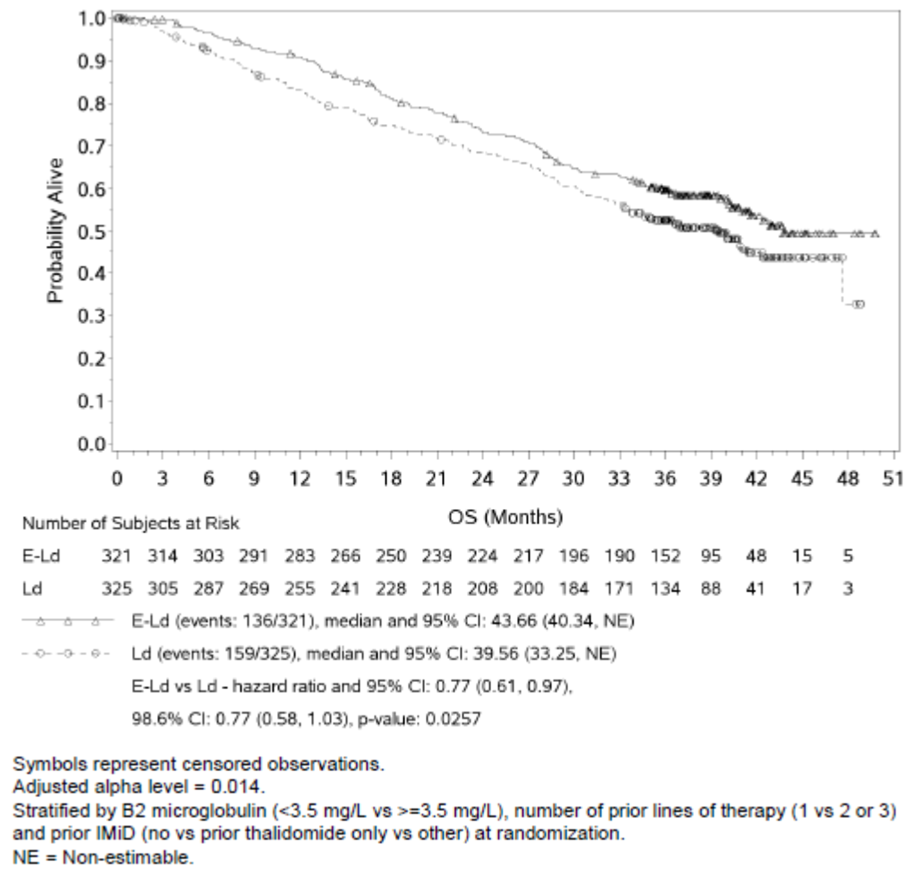 1.0
0.9
0.8
0.7
0.6
0.5
0.4
0.3
0.2
0.1
0.0
Probability Alive
0 3 6 9 12 15 18 21 24 27 30 33 36 39 42 45 48 51
OS (Months)
Number of Subjects at Risk
E-Ld 321 314 303 291 283 266 250 239 224 217 196 190 152 95 48 15 5
Ld 325 305 287 269 255 241 228 218 208 200 184 171 134 88 41 17 3
E-Ld (events: 136/321), median and 95% CI: 43.66 (40.34, NE)
Ld (events: 159/325), median and 95% CI: 39.56 (33.25, NE)
E-Ld vs Ld - hazard ratio and 95% CI: 0.77 (0.61, 0.97),
98.6% CI: 0.77 (0.58, 1.03), p-value: 0.0257
Symbols represent censored observations.
Adjusted alpha level = 0.014.
Stratified by B2 microglobulin (<3.5 mg/L vs >=3.5 mg/L), number of prior lines of therapy (1 vs 2 or 3)
and prior IMiD (no vs prior thalidomide only vs other) at randomization.
NE = Non-estimable.